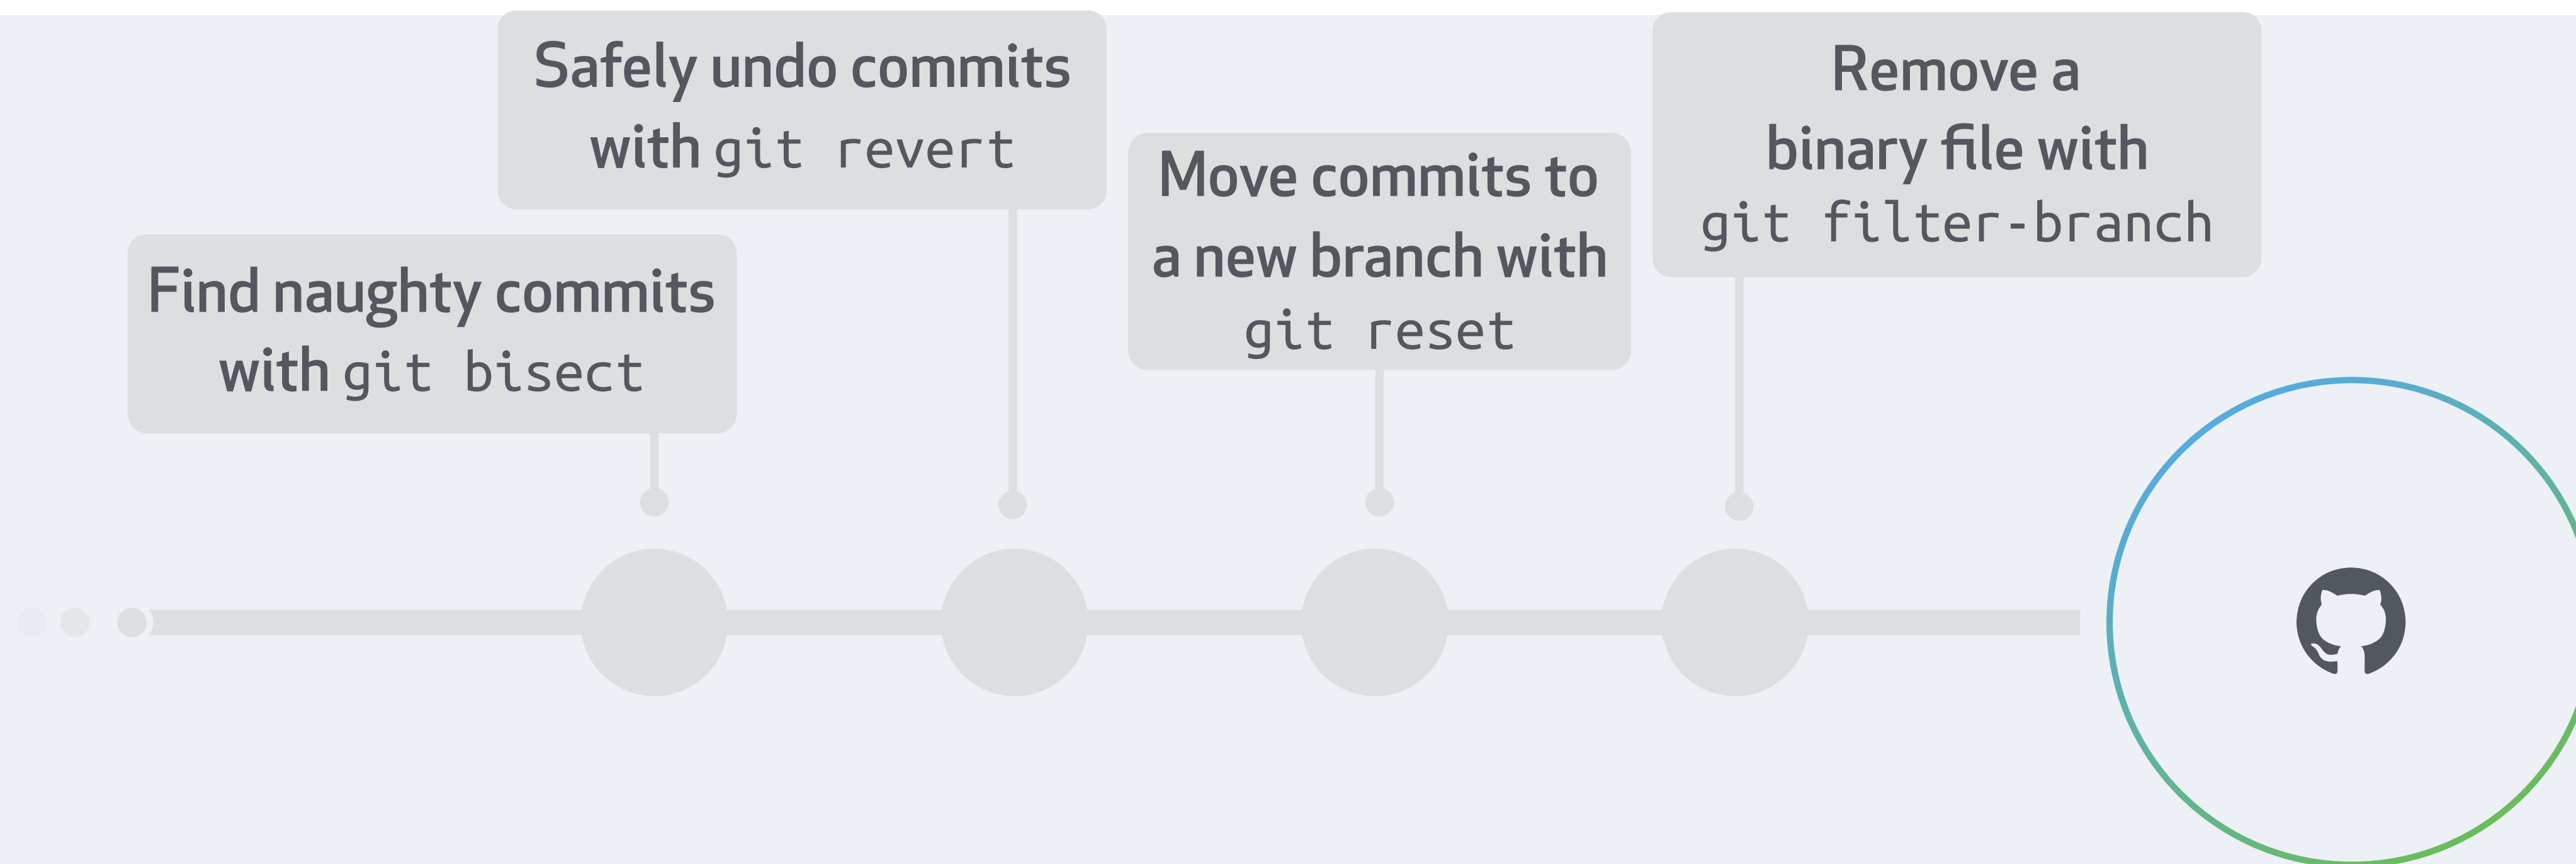 Safely undo commits
with git revert
Find naughty commits
with git bisect
Move commits to
a new branch with
git reset
Remove a
binary file with
git filter-branch